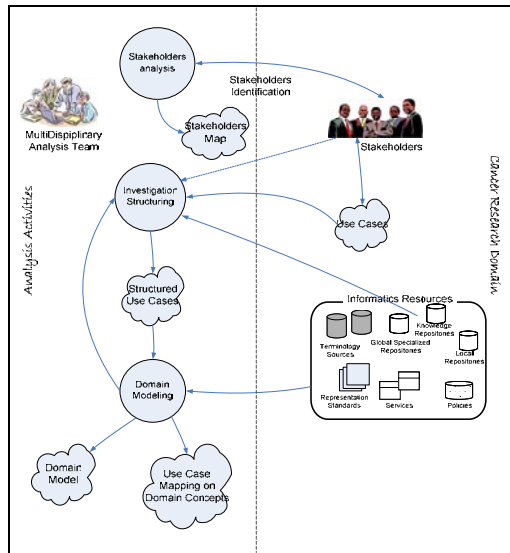 Stakeholders
analysis
Stakeholders
Identification
MultiDispiplirary
Analysis Team
Stakeholders
Map
Stakeholders
Investigation
Structuring
Use Cases
Analysis Activities
Cancer Research Domain
Structured
Use Cases
Informatics Resources
Terminology
Sources
Global Specialized
Repositories
Knowledge
Repositories
Local
Repositories
Domain
Modeling
Representation
Standards
Services
Policies
Domain
Model
Use Case
Mapping on
Domain Concepts